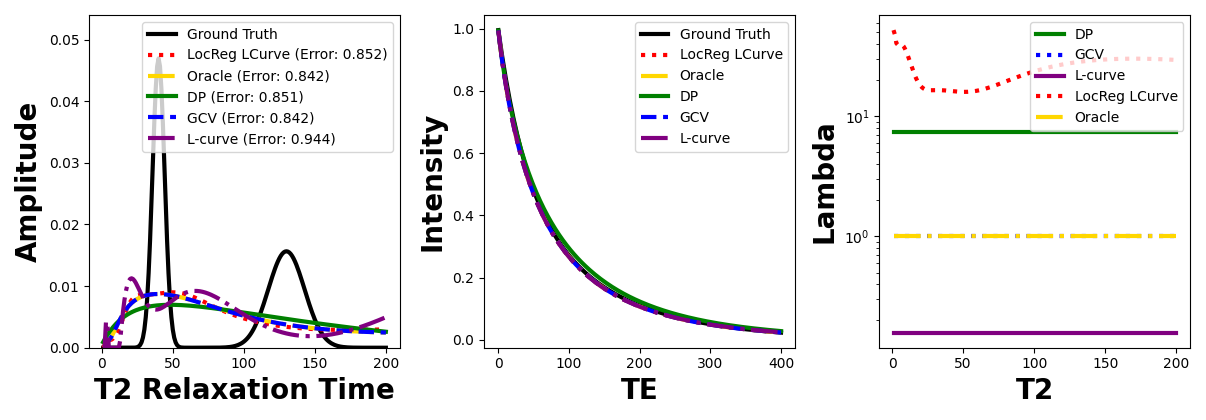 Amplitude
0.05
0.04
0.03
0.02
0.01
0.00
Ground Truth
LocReg LCurve (Error: 0.852)
Oracle (Error: 0.842)
DP (Error: 0.851)
GCV (Error: 0.842)
L-curve (Error: 0.944)
0 50 100 150 200
T2 Relaxation Time
Intensity
1.0
0.8
0.6
0.4
0.2
0.0
Ground Truth
LocReg LCurve
Oracle
DP
GCV
L-curve
0 100 200 300 400
TE
Lambda
10¹
10⁰
DP
GCV
L-curve
LocReg LCurve
Oracle
0 50 100 150 200
T2